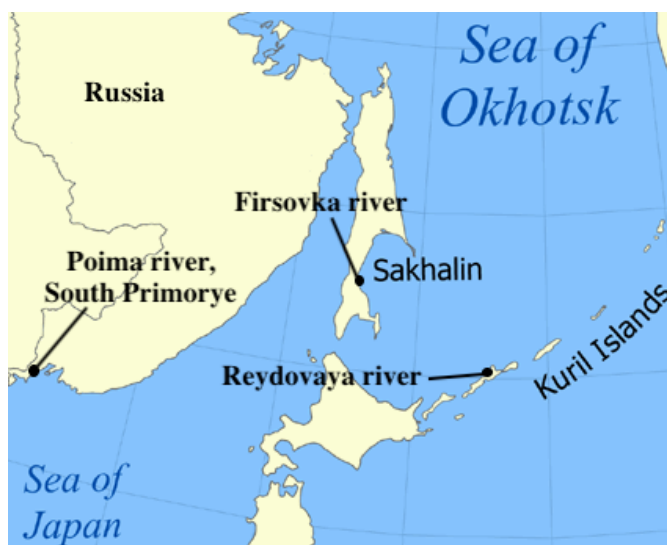 Sea of
Okhotsk
Russia
Firsovka river
Poima river,
South Primorye
Sakhalin
Kuril Islands
Reydovaya river
Sea of
Japan